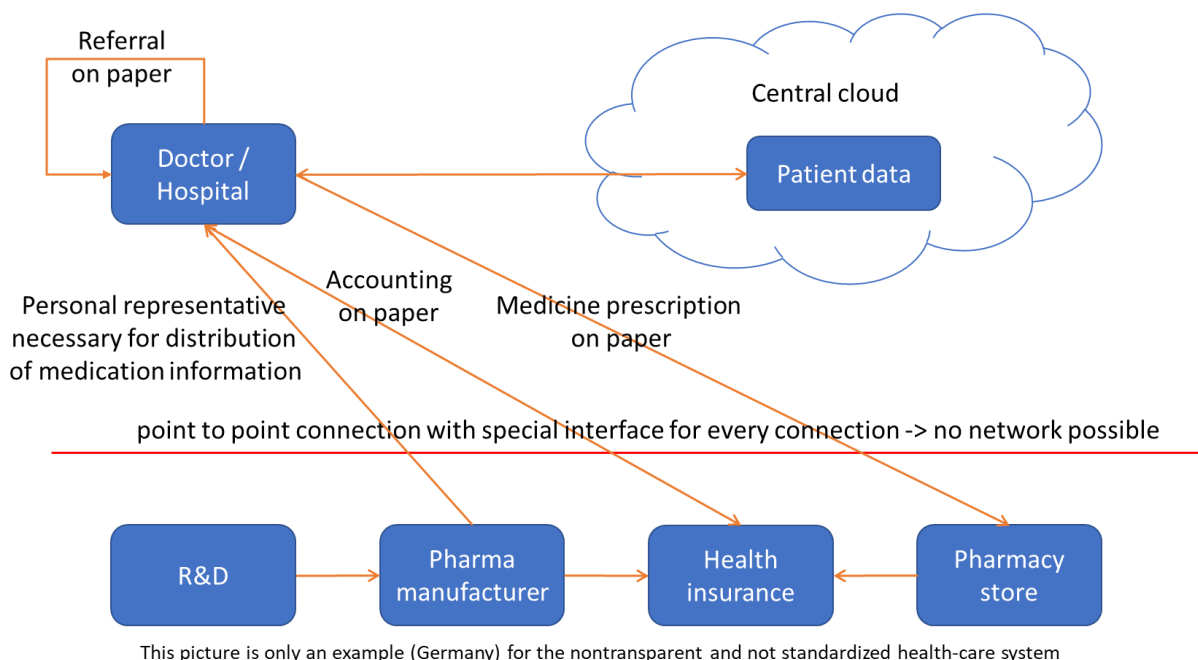 Referral
on paper
Central cloud
Doctor /
Hospital
Patient data
Accounting
on paper
Personal representative
necessary for distribution
of medication information
Medicine prescription
on paper
point to point connection with special interface for every connection -> no network possible
R&D
Pharma
manufacturer
Health
insurance
Pharmacy
store
This picture is only an example (Germany) for the nontransparent and not standardized health-care system